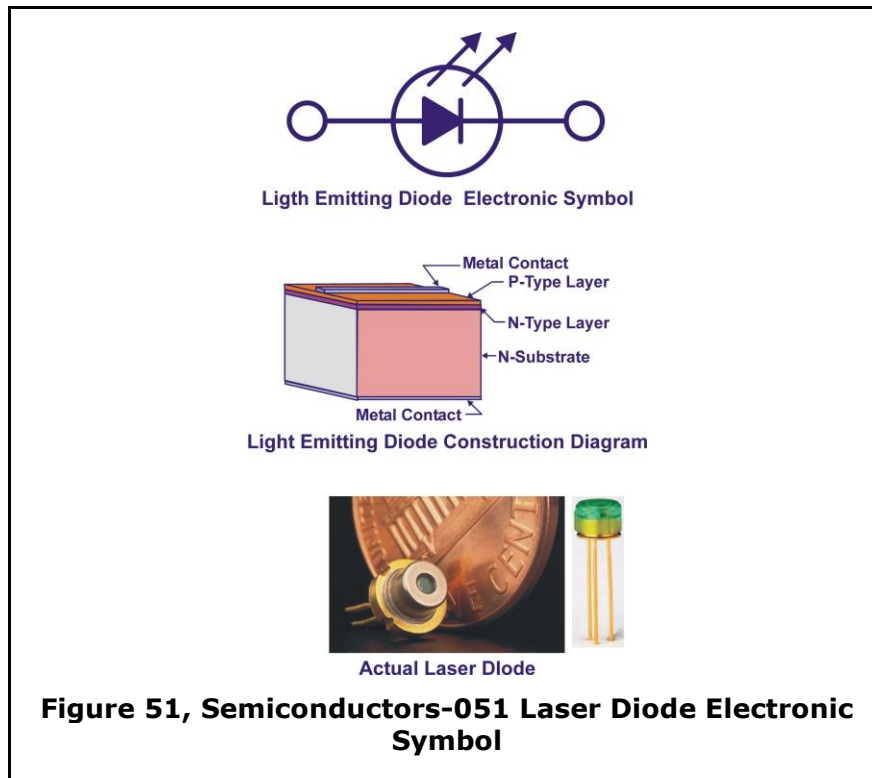 Ligth Emitting Diode Electronic Symbol
Metal Contact
P-Type Layer
N-Type Layer
N-Substrate
Metal Contact
Light Emitting Diode Construction Diagram
CENT
Actual Laser DIode
Figure 51, Semiconductors-051 Laser Diode Electronic
Symbol